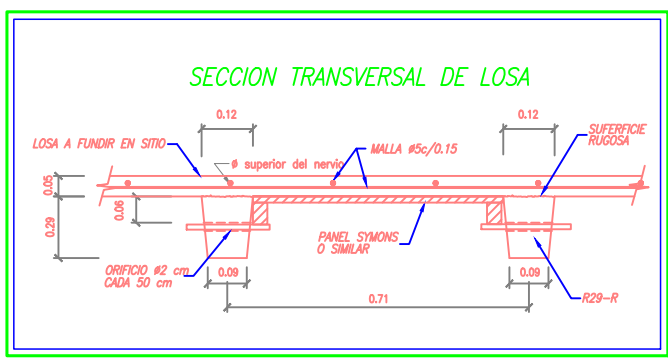 SECCION TRANSVERSAL DE LOSA
0.12
0.12
LOSA A FUNDIR EN SITIO
MALLA ø5c/0.15
SUFERFICIE
RUGOSA
ø superior del nervio
0.05
0.06
0.29
PANEL SYMONS
O SIMILAR
ORIFICIO ø2 cm
CADA 50 cm
0.09
0.09
0.71
R29-R